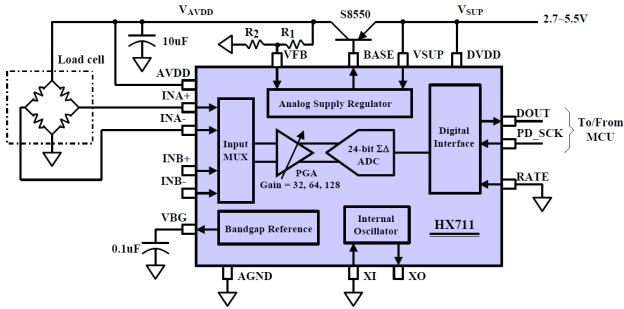 V_AVDD
S8550
V_SUP
2.7~5.5V
R2
R1
10uF
Load cell
VFB
BASE
VSUP
DVDD
AVDD
INA+
INA-
INB+
INB-
VBG
0.1uF
Analog Supply Regulator
Input
MUX
PGA
Gain = 32, 64, 128
24-bit ΣΔ
ADC
Digital
Interface
DOUT
PD_SCK
To/From
MCU
RATE
Bandgap Reference
Internal
Oscillator
HX711
AGND
XI
XO